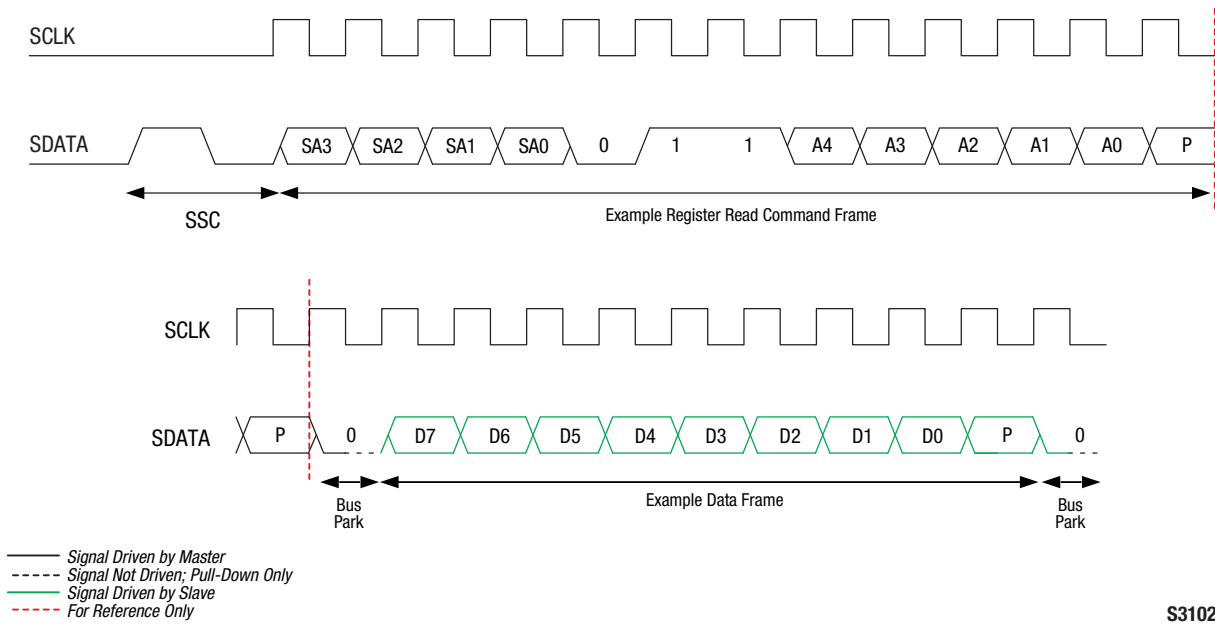 SCLK
SDATA SA3 SA2 SA1 SA0 0 1 1 A4 A3 A2 A1 A0 P
SSC
Example Register Read Command Frame
SCLK
SDATA P 0 D7 D6 D5 D4 D3 D2 D1 D0 P 0
Bus
Park
Example Data Frame
Bus
Park
Signal Driven by Master
Signal Not Driven; Pull-Down Only
Signal Driven by Slave
For Reference Only
S3102